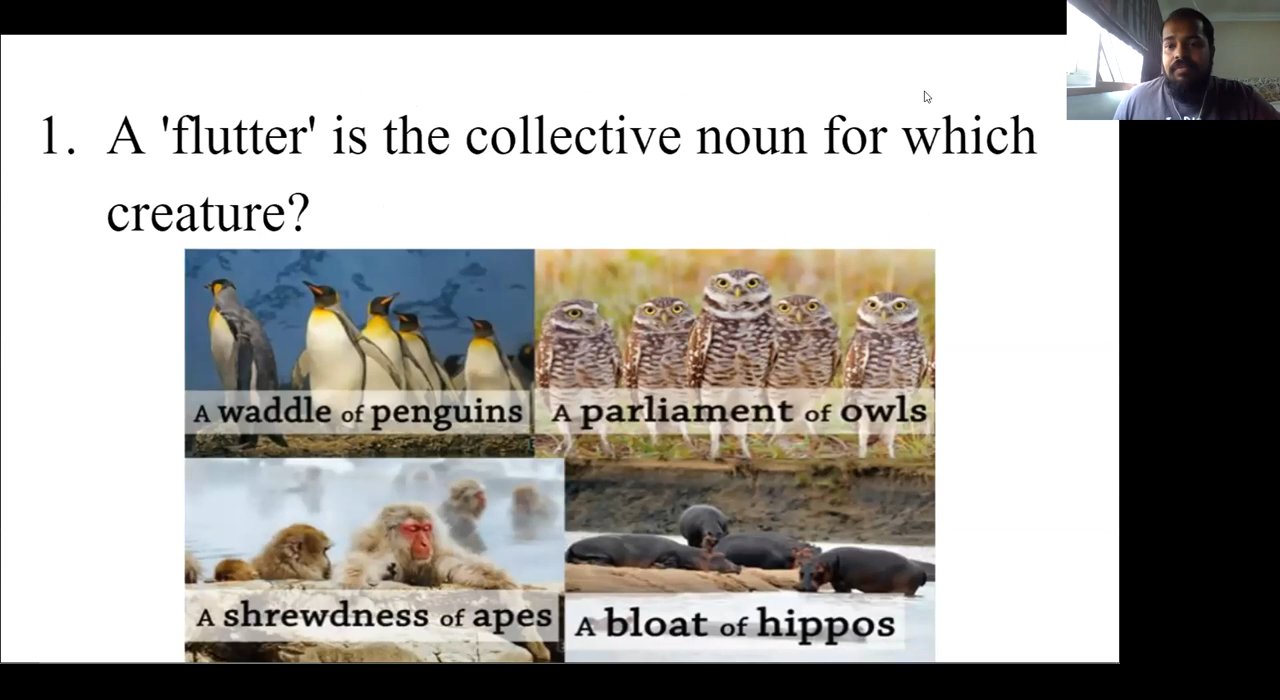 1. A 'flutter' is the collective noun for which
creature?
A waddle of penguins
A parliament of owls
A shrewdness of apes
A bloat of hippos